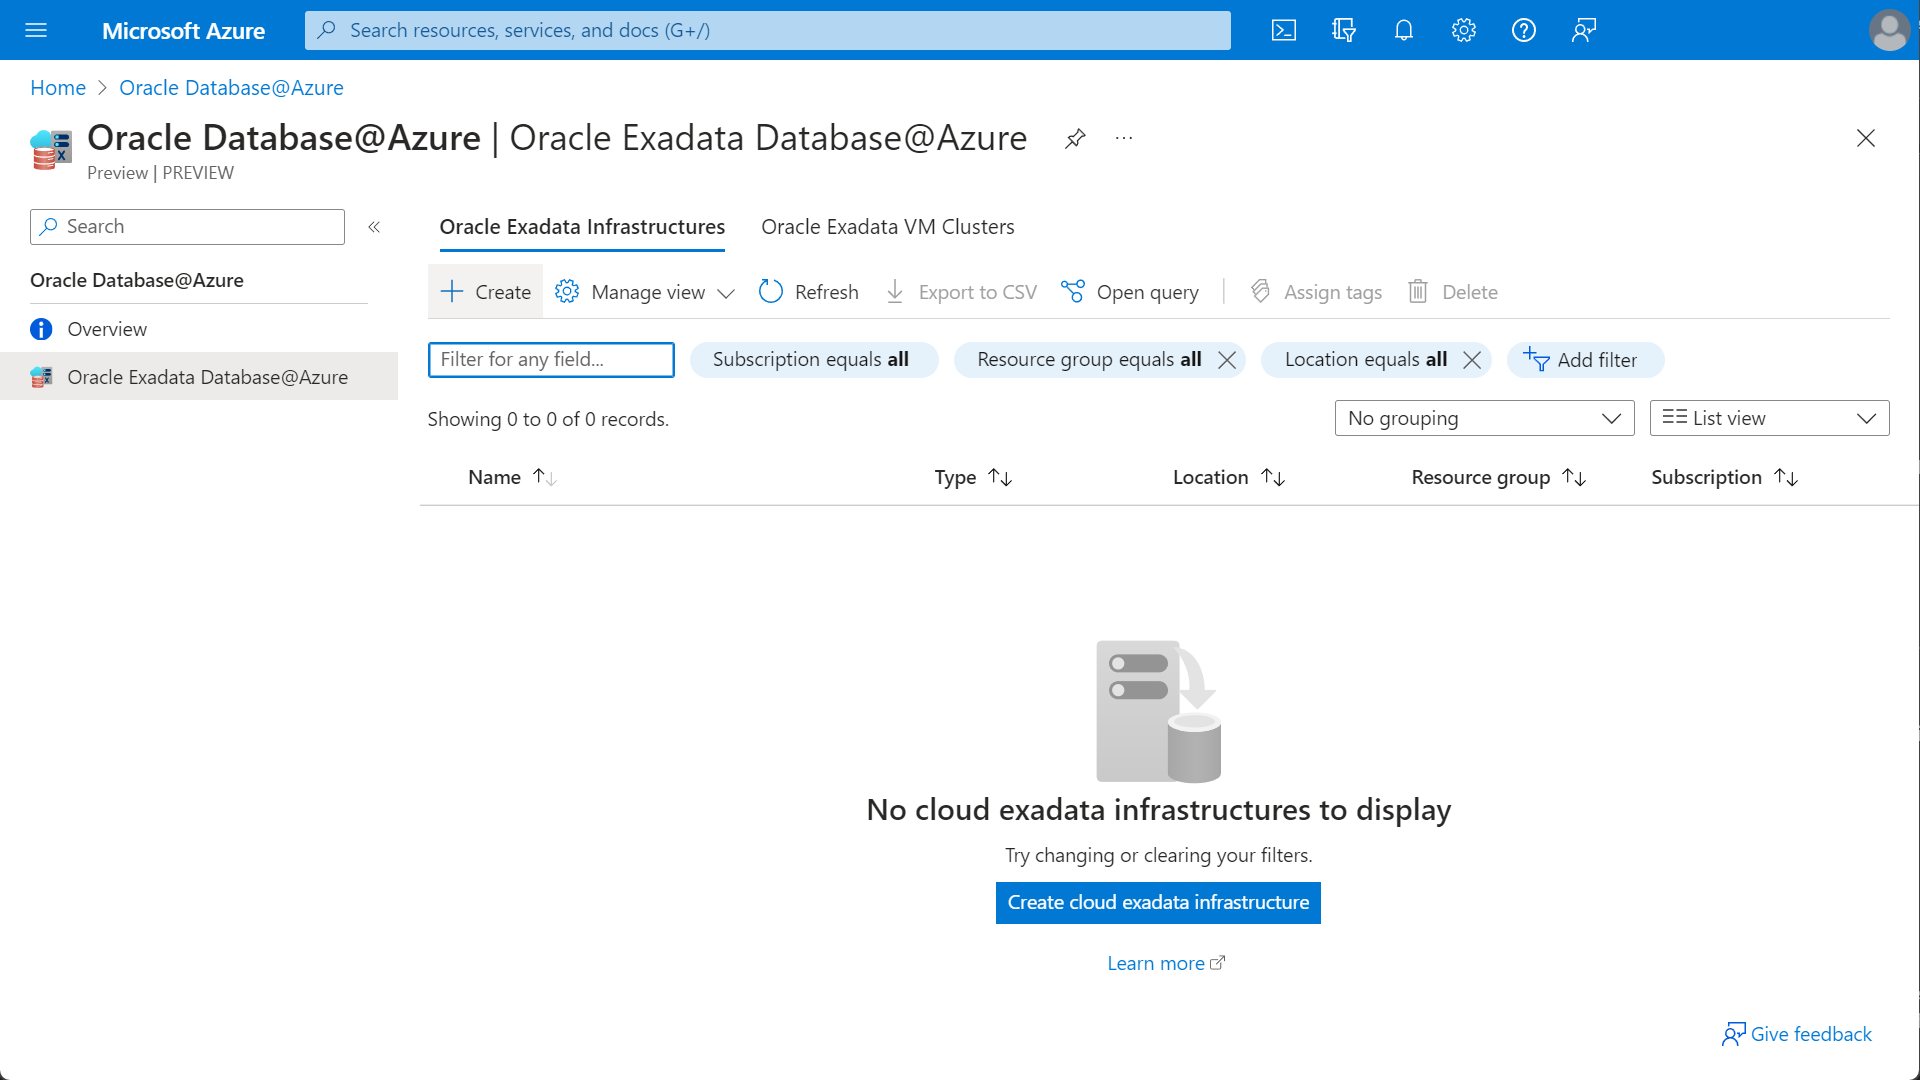 Microsoft Azure
Search resources, services, and docs (G+/)
Home > Oracle Database@Azure
Oracle Database@Azure | Oracle Exadata Database@Azure
Preview | PREVIEW
Search
Oracle Database@Azure
Overview
Oracle Exadata Database@Azure
Oracle Exadata Infrastructures Oracle Exadata VM Clusters
Create Manage view Refresh Export to CSV Open query Assign tags Delete
Filter for any field... Subscription equals all Resource group equals all Location equals all Add filter
Showing 0 to 0 of 0 records. No grouping List view
Name Type Location Resource group Subscription
No cloud exadata infrastructures to display
Try changing or clearing your filters.
Create cloud exadata infrastructure
Learn more
Give feedback